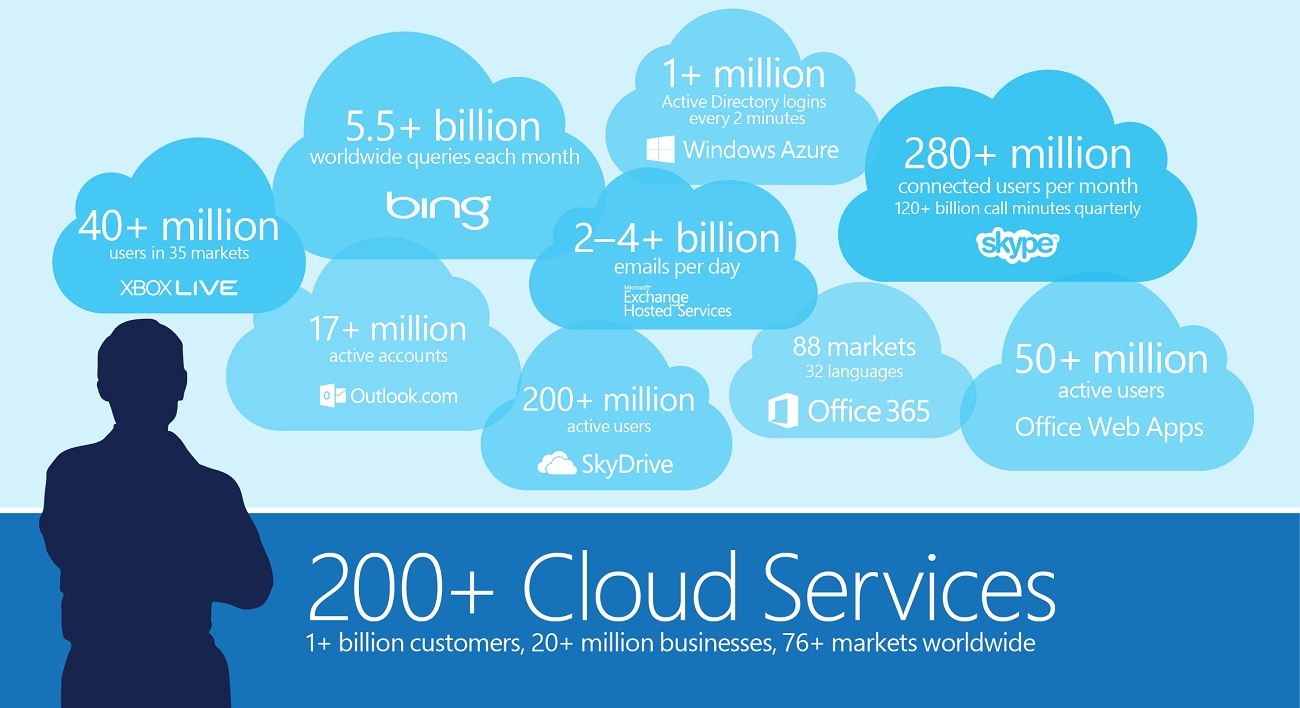 1+ million
Active Directory logins
every 2 minutes
Windows Azure
5.5+ billion
worldwide queries each month
bing
280+ million
connected users per month
120+ billion call minutes quarterly
skype
40+ million
users in 35 markets
XBOX LIVE
2–4+ billion
emails per day
Microsoft
Exchange
Hosted Services
17+ million
active accounts
Outlook.com
200+ million
active users
SkyDrive
88 markets
32 languages
Office 365
50+ million
active users
Office Web Apps
200+ Cloud Services
1+ billion customers, 20+ million businesses, 76+ markets worldwide